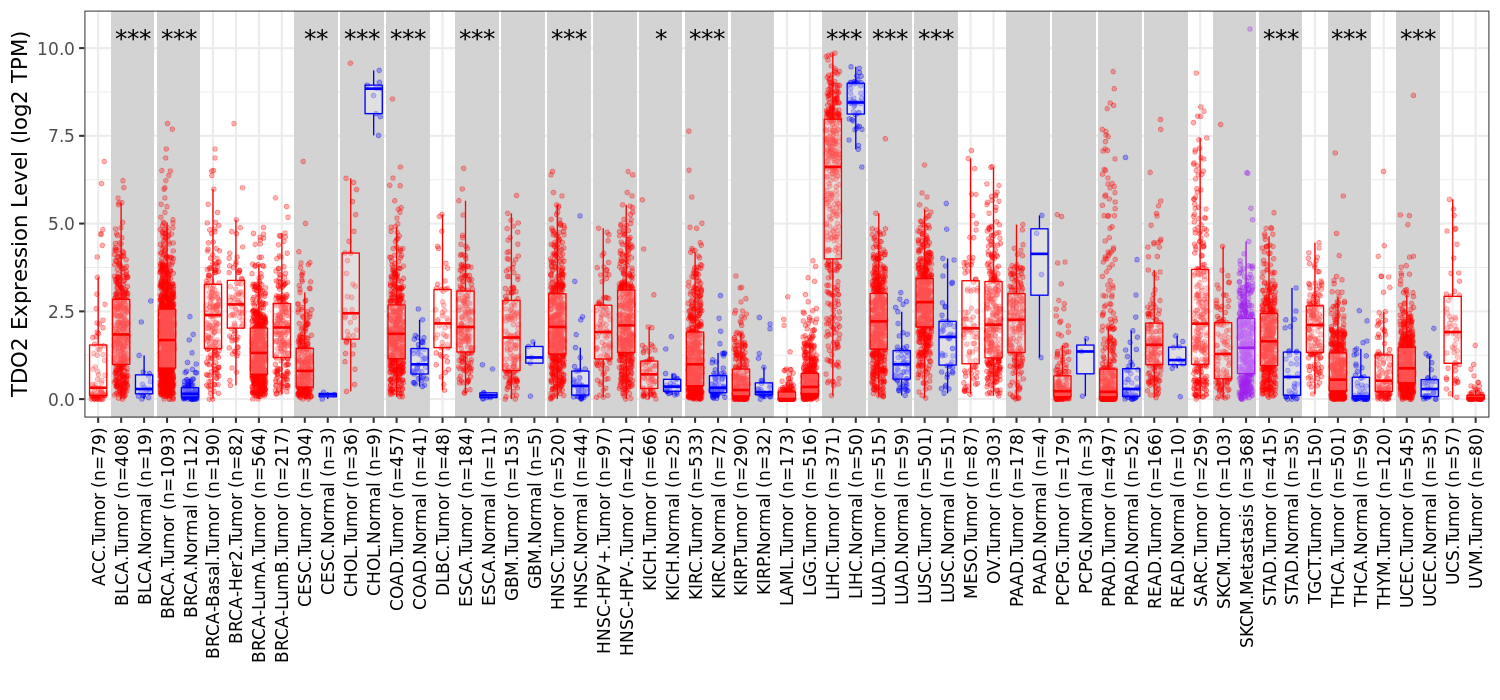 TDO2 Expression Level (log2 TPM)
10.0
7.5
5.0
2.5
0.0
***
***
**
***
***
***
***
*
***
***
***
***
***
***
***
ACC.Tumor (n=79)
BLCA.Tumor (n=408)
BLCA.Normal (n=19)
BRCA.Tumor (n=1093)
BRCA.Normal (n=112)
BRCA-Basal.Tumor (n=190)
BRCA-Her2.Tumor (n=82)
BRCA-LumA.Tumor (n=564)
BRCA-LumB.Tumor (n=217)
CESC.Tumor (n=304)
CESC.Normal (n=3)
CHOL.Tumor (n=36)
CHOL.Normal (n=9)
COAD.Tumor (n=457)
COAD.Normal (n=41)
DLBC.Tumor (n=48)
ESCA.Tumor (n=184)
ESCA.Normal (n=11)
GBM.Tumor (n=153)
GBM.Normal (n=5)
HNSC.Tumor (n=520)
HNSC.Normal (n=44)
HNSC-HPV+.Tumor (n=97)
HNSC-HPV-.Tumor (n=421)
KICH.Tumor (n=66)
KICH.Normal (n=25)
KIRC.Tumor (n=533)
KIRC.Normal (n=72)
KIRP.Tumor (n=290)
KIRP.Normal (n=32)
LAML.Tumor (n=173)
LGG.Tumor (n=516)
LIHC.Tumor (n=371)
LIHC.Normal (n=50)
LUAD.Tumor (n=515)
LUAD.Normal (n=59)
LUSC.Tumor (n=501)
LUSC.Normal (n=51)
MESO.Tumor (n=87)
OV.Tumor (n=303)
PAAD.Tumor (n=178)
PAAD.Normal (n=4)
PCPG.Tumor (n=179)
PCPG.Normal (n=3)
PRAD.Tumor (n=497)
PRAD.Normal (n=52)
READ.Tumor (n=166)
READ.Normal (n=10)
SARC.Tumor (n=259)
SKCM.Tumor (n=103)
SKCM.Metastasis (n=368)
STAD.Tumor (n=415)
STAD.Normal (n=35)
TGCT.Tumor (n=150)
THCA.Tumor (n=501)
THCA.Normal (n=59)
THYM.Tumor (n=120)
UCEC.Tumor (n=545)
UCEC.Normal (n=35)
UCS.Tumor (n=57)
UVM.Tumor (n=80)